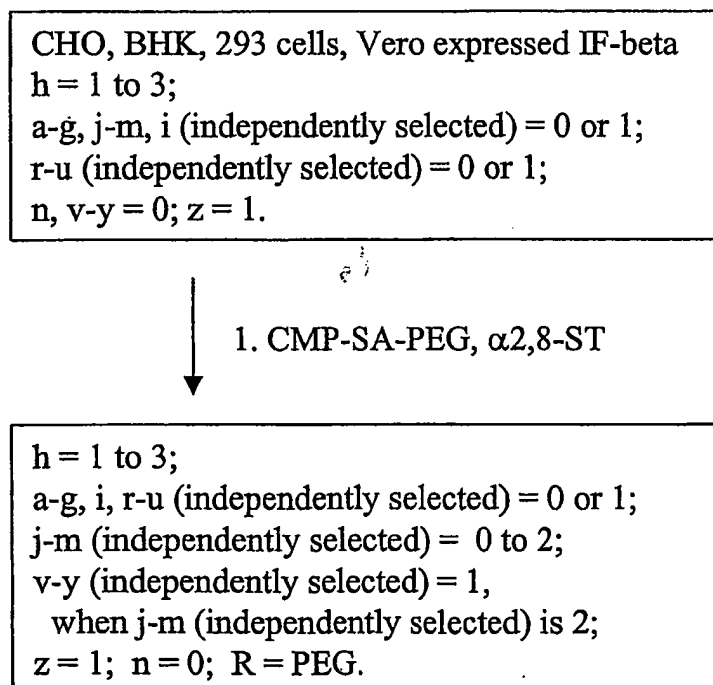 CHO, BHK, 293 cells, Vero expressed IF-beta
h = 1 to 3;
a-g, j-m, i (independently selected) = 0 or 1;
r-u (independently selected) = 0 or 1;
n, v-y = 0; z = 1.
1. CMP-SA-PEG, α2,8-ST
h = 1 to 3;
a-g, i, r-u (independently selected) = 0 or 1;
j-m (independently selected) = 0 to 2;
v-y (independently selected) = 1,
when j-m (independently selected) is 2;
z = 1; n = 0; R = PEG.